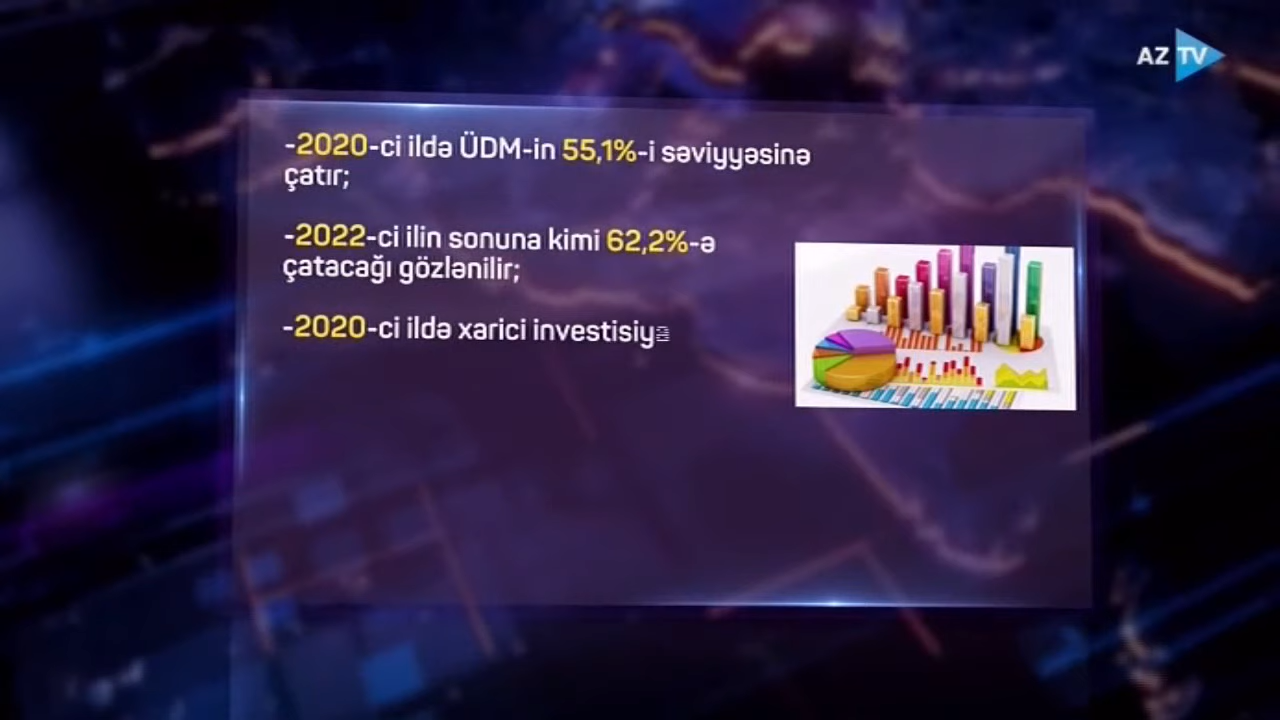 AZ TV
-2020-ci ildə ÜDM-in 55,1%-i səviyyəsinə
çatır;
-2022-ci ilin sonuna kimi 62,2%-ə
çatacağı gözlənilir;
-2020-ci ildə xarici